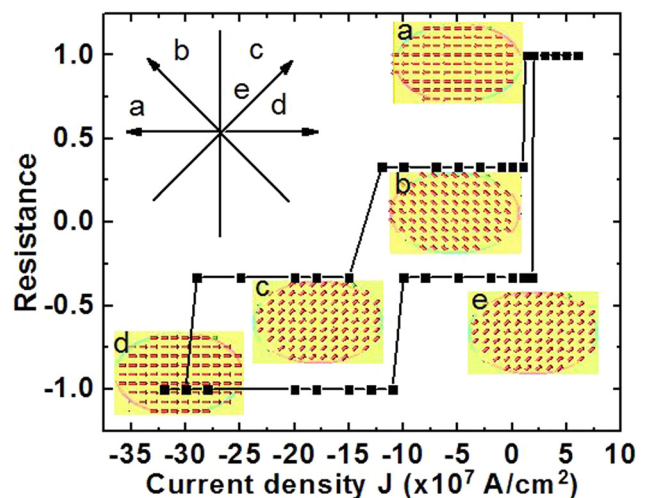 a
1.0
b
c
e
a
d
0.5
b
0.0
Resistance
-0.5
c
e
d
-1.0
-35 -30 -25 -20 -15 -10 -5 0 5 10
Current density J (x10⁷ A/cm²)